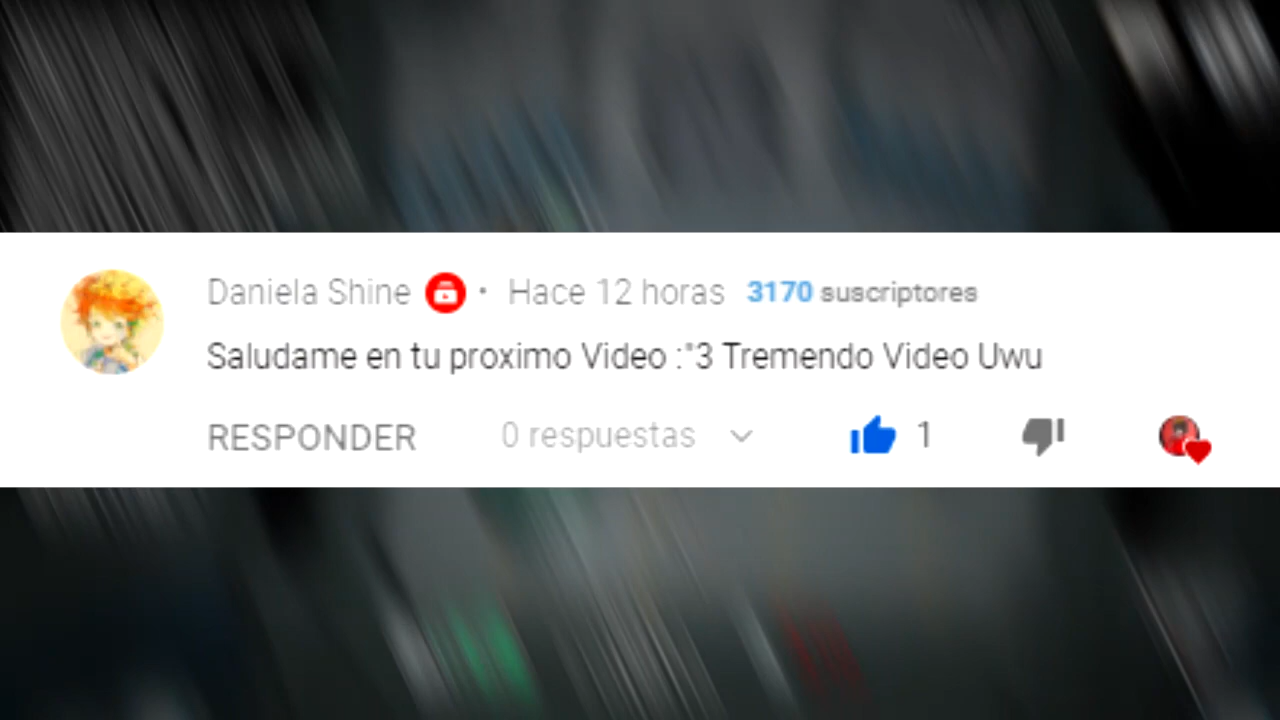 Daniela Shine · Hace 12 horas 3170 suscriptores
Saludame en tu proximo Video :"3 Tremendo Video Uwu
RESPONDER 0 respuestas 1